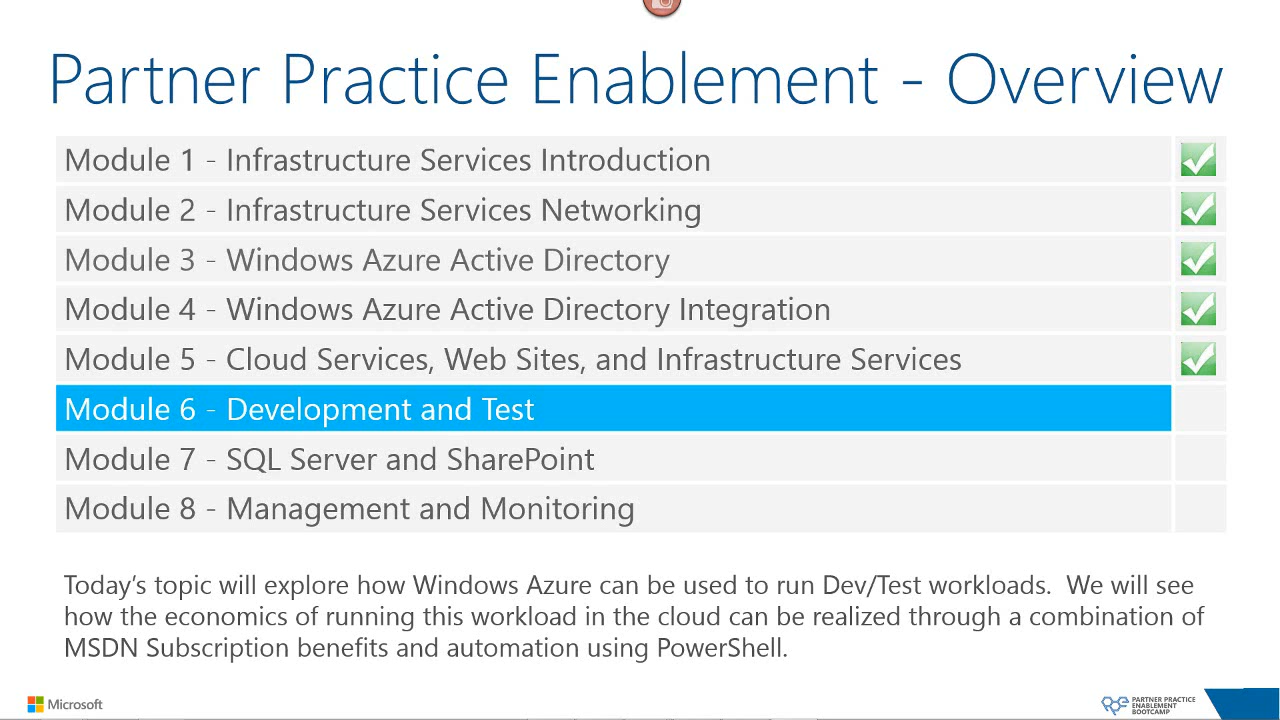 Partner Practice Enablement - Overview
Module 1 - Infrastructure Services Introduction
Module 2 - Infrastructure Services Networking
Module 3 - Windows Azure Active Directory
Module 4 - Windows Azure Active Directory Integration
Module 5 - Cloud Services, Web Sites, and Infrastructure Services
Module 6 - Development and Test
Module 7 - SQL Server and SharePoint
Module 8 - Management and Monitoring
Today's topic will explore how Windows Azure can be used to run Dev/Test workloads.  We will see
how the economics of running this workload in the cloud can be realized through a combination of
MSDN Subscription benefits and automation using PowerShell.
Microsoft
PARTNER PRACTICE
ENABLEMENT
BOOTCAMP